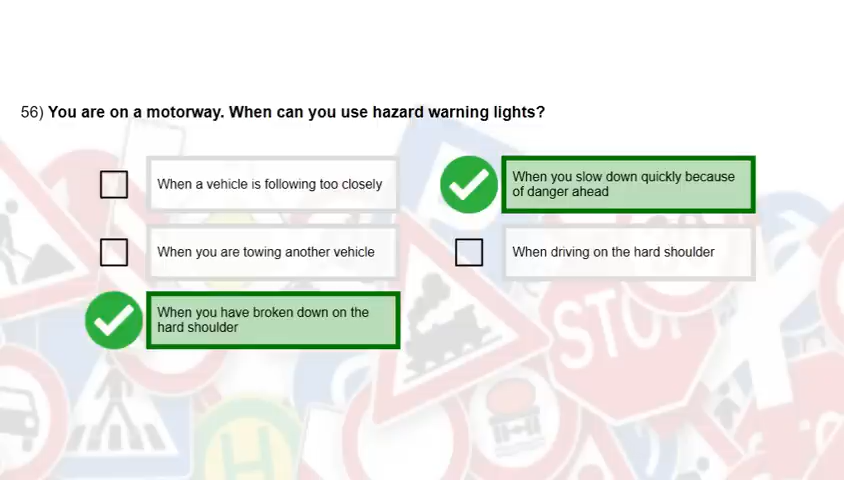 56) You are on a motorway. When can you use hazard warning lights?
When a vehicle is following too closely
When you slow down quickly because
of danger ahead
When you are towing another vehicle
When driving on the hard shoulder
When you have broken down on the
hard shoulder
STOP
H